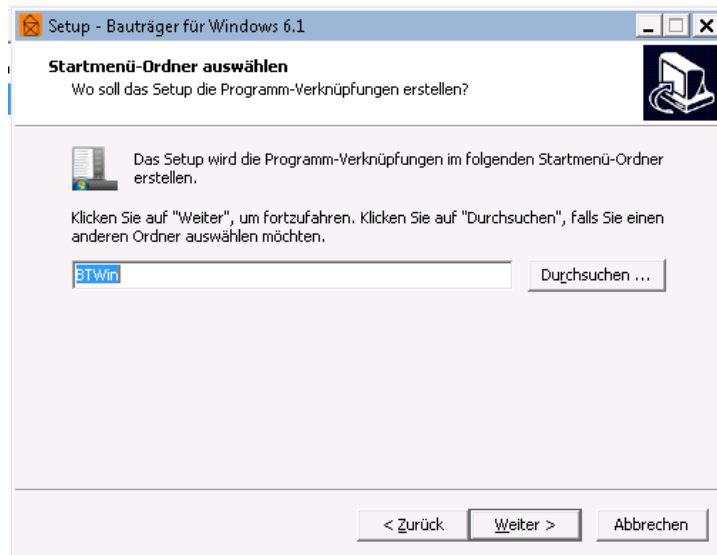 Setup - Bauträger für Windows 6.1
Startmenü-Ordner auswählen
Wo soll das Setup die Programm-Verknüpfungen erstellen?
Das Setup wird die Programm-Verknüpfungen im folgenden Startmenü-Ordner
erstellen.
Klicken Sie auf "Weiter", um fortzufahren. Klicken Sie auf "Durchsuchen", falls Sie einen
anderen Ordner auswählen möchten.
BTWin
Durchsuchen ...
< Zurück
Weiter >
Abbrechen